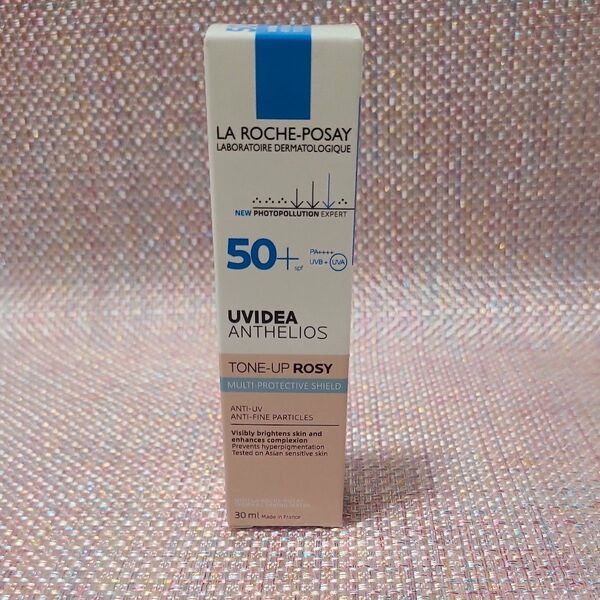 LA ROCHE-POSAY
LABORATOIRE DERMATOLOGIQUE
NEW PHOTOPOLLUTION EXPERT
50+ spf
PA++++
UVB + UVA
UVIDEA
ANTHELIOS
TONE-UP ROSY
MULTI-PROTECTIVE SHIELD
ANTI-UV
ANTI-FINE PARTICLES
Visibly brightens skin and
enhances complexion
Prevents hyperpigmentation
Tested on Asian sensitive skin
30 ml Made in France